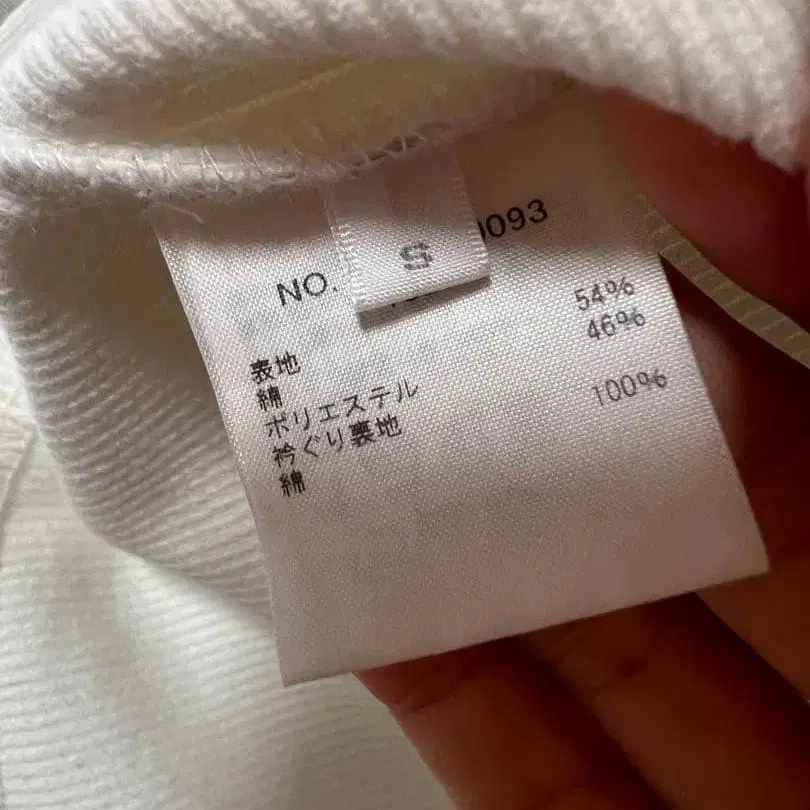 S
NO. 0093
表地
綿 54%
ポリエステル 46%
衿ぐり裏地
綿 100%